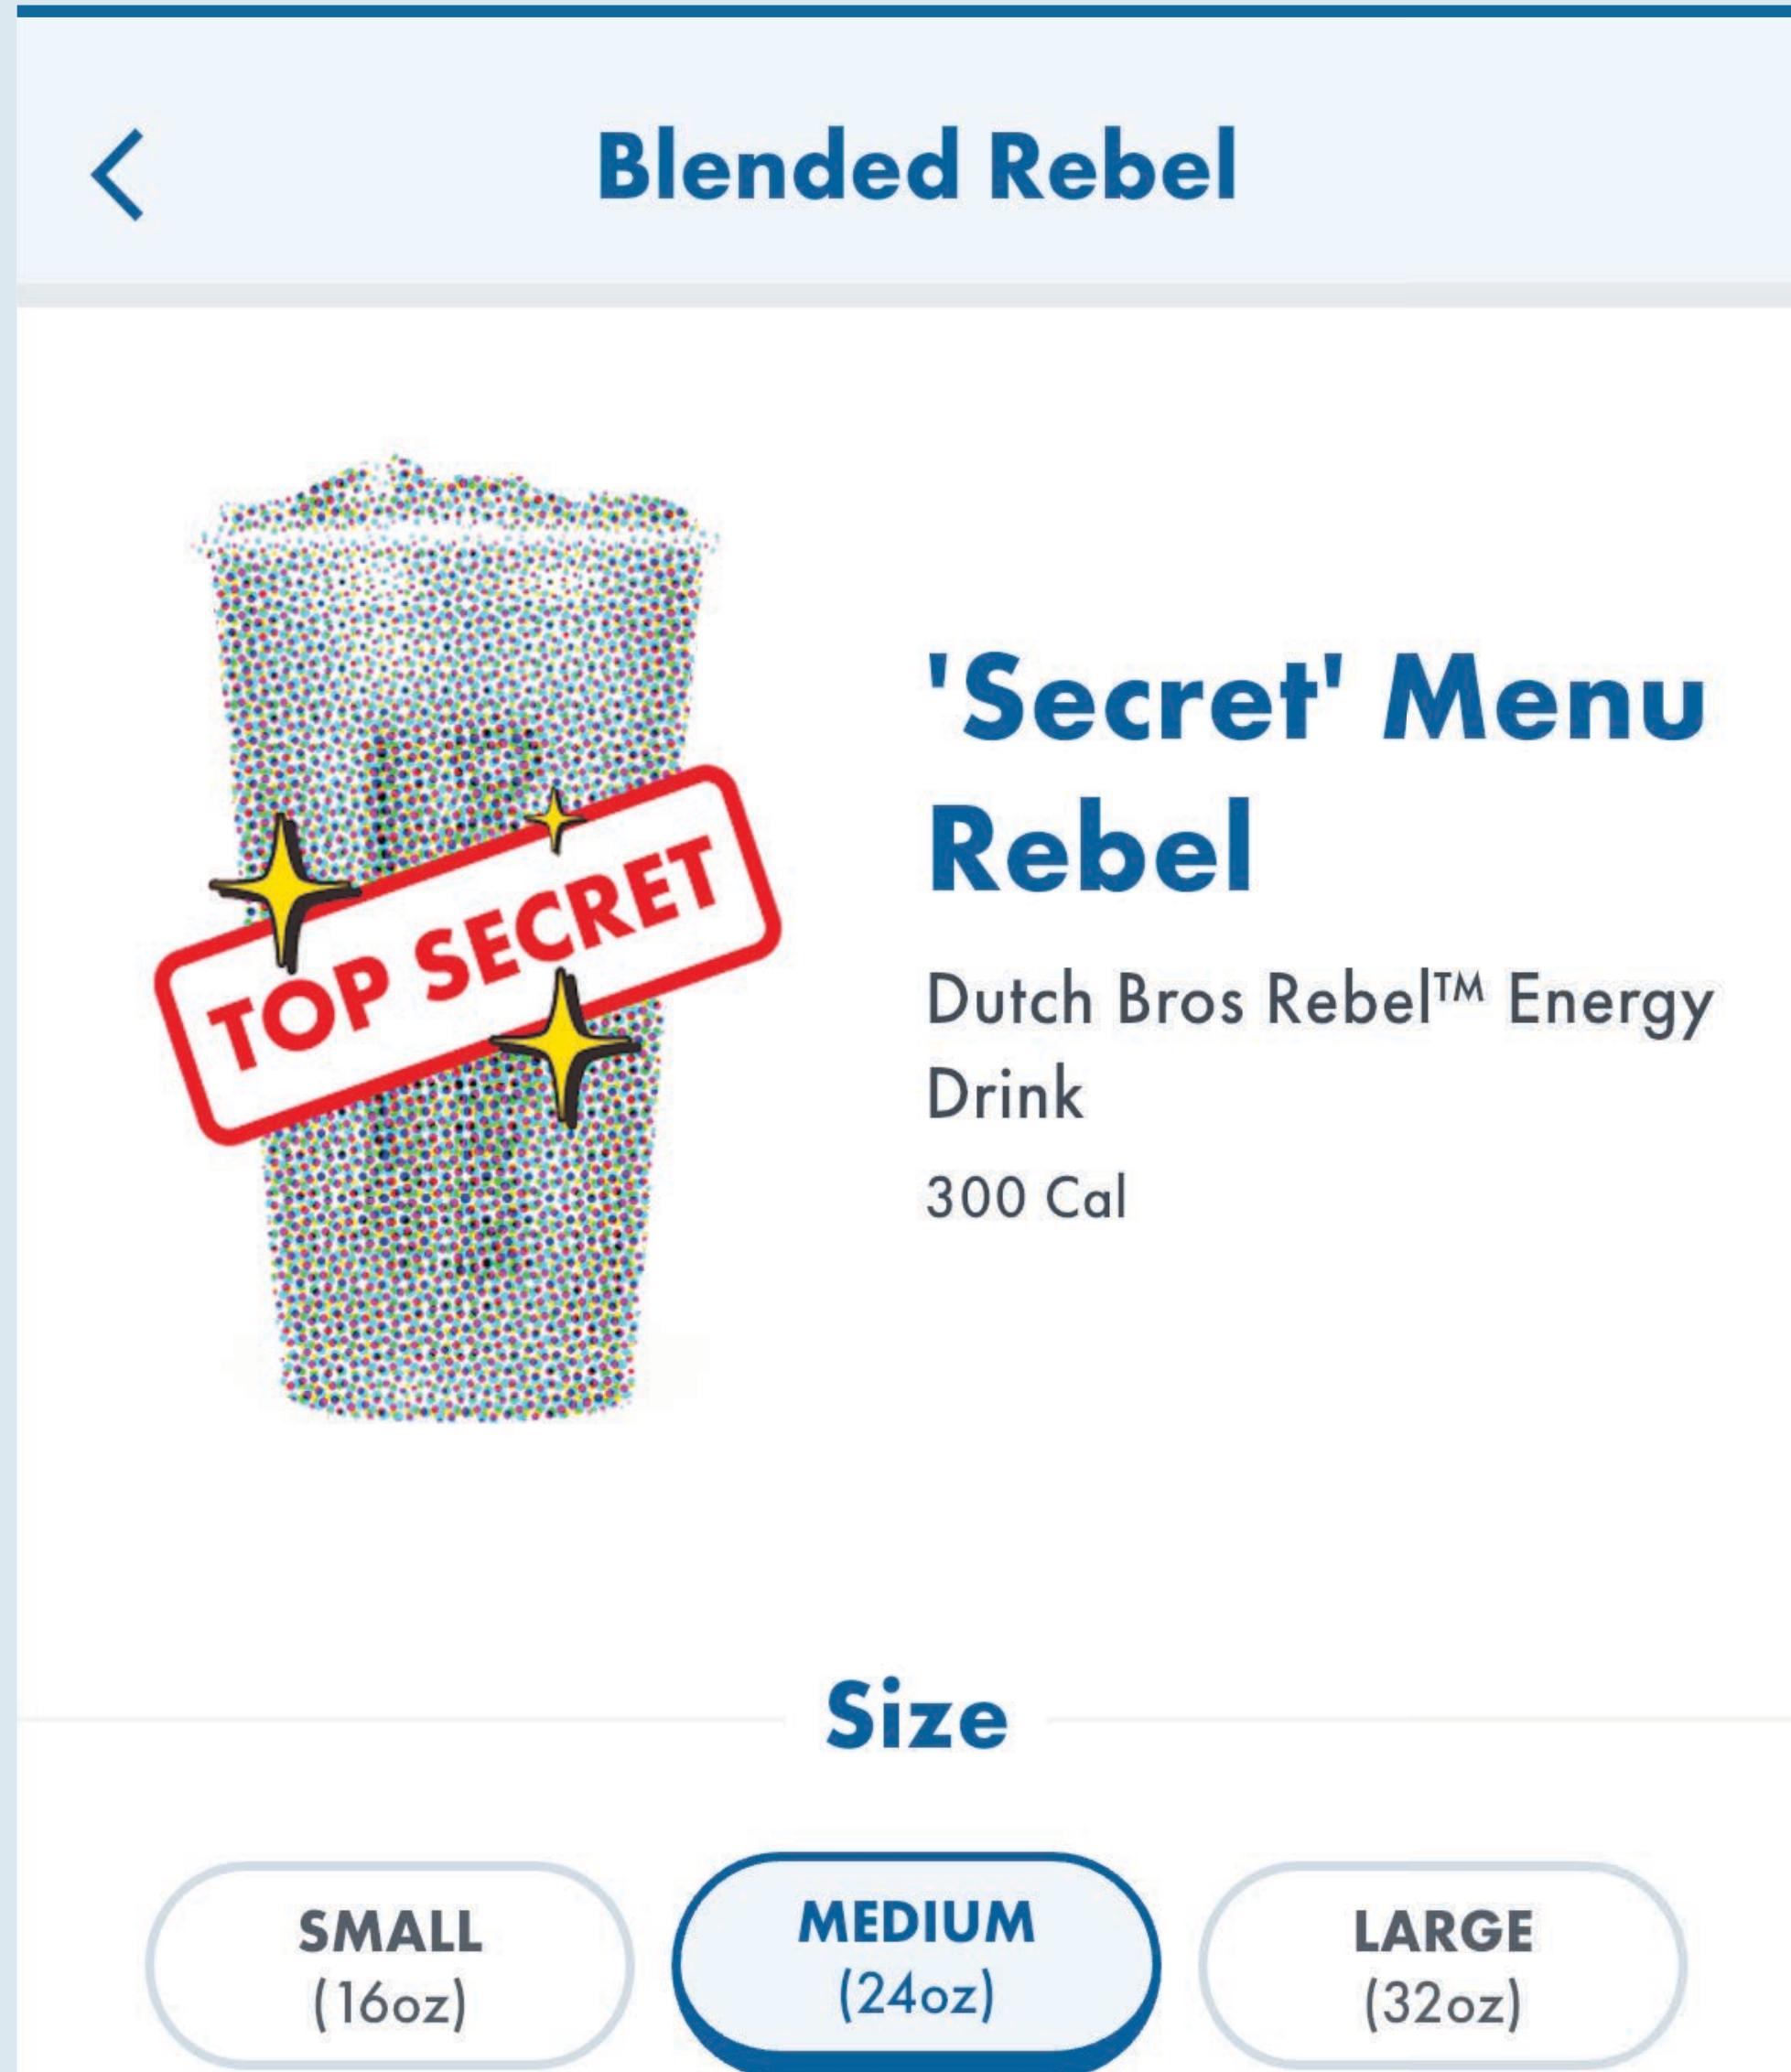 Blended Rebel
TOP SECRET
'Secret' Menu
Rebel
Dutch Bros Rebel™ Energy
Drink
300 Cal
Size
SMALL
(16oz)
MEDIUM
(24oz)
LARGE
(32oz)